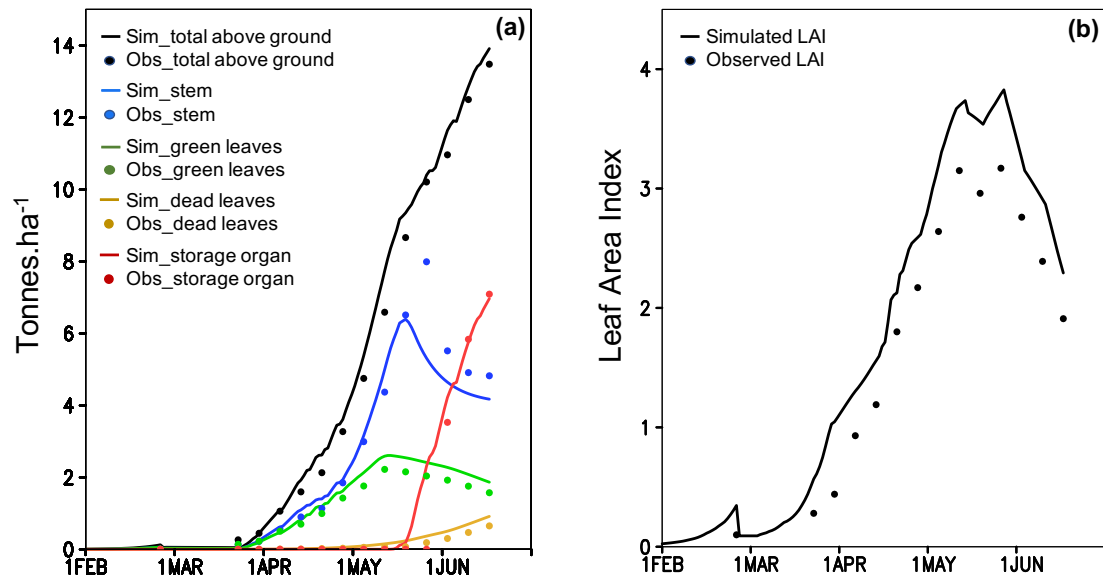 (a)
Sim_total above ground
Obs_total above ground
Sim_stem
Obs_stem
Sim_green leaves
Obs_green leaves
Sim_dead leaves
Obs_dead leaves
Sim_storage organ
Obs_storage organ
Tonnes.ha⁻¹
14
12
10
8
6
4
2
0
1FEB 1MAR 1APR 1MAY 1JUN
(b)
Simulated LAI
Observed LAI
Leaf Area Index
4
3
2
1
0
1FEB 1MAR 1APR 1MAY 1JUN